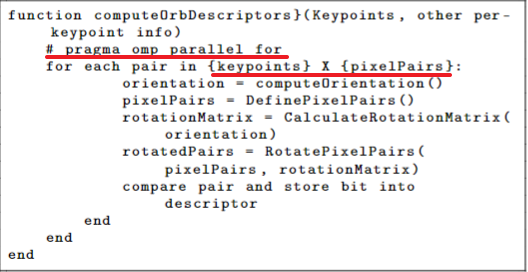 function computeOrbDescriptors}(Keypoints, other per-
keypoint info)
# pragma omp parallel for
for each pair in {keypoints} X {pixelPairs}:
orientation = computeOrientation()
pixelPairs = DefinePixelPairs()
rotationMatrix = CalculateRotationMatrix(
orientation)
rotatedPairs = RotatePixelPairs(
pixelPairs, rotationMatrix)
compare pair and store bit into
descriptor
end
end
end